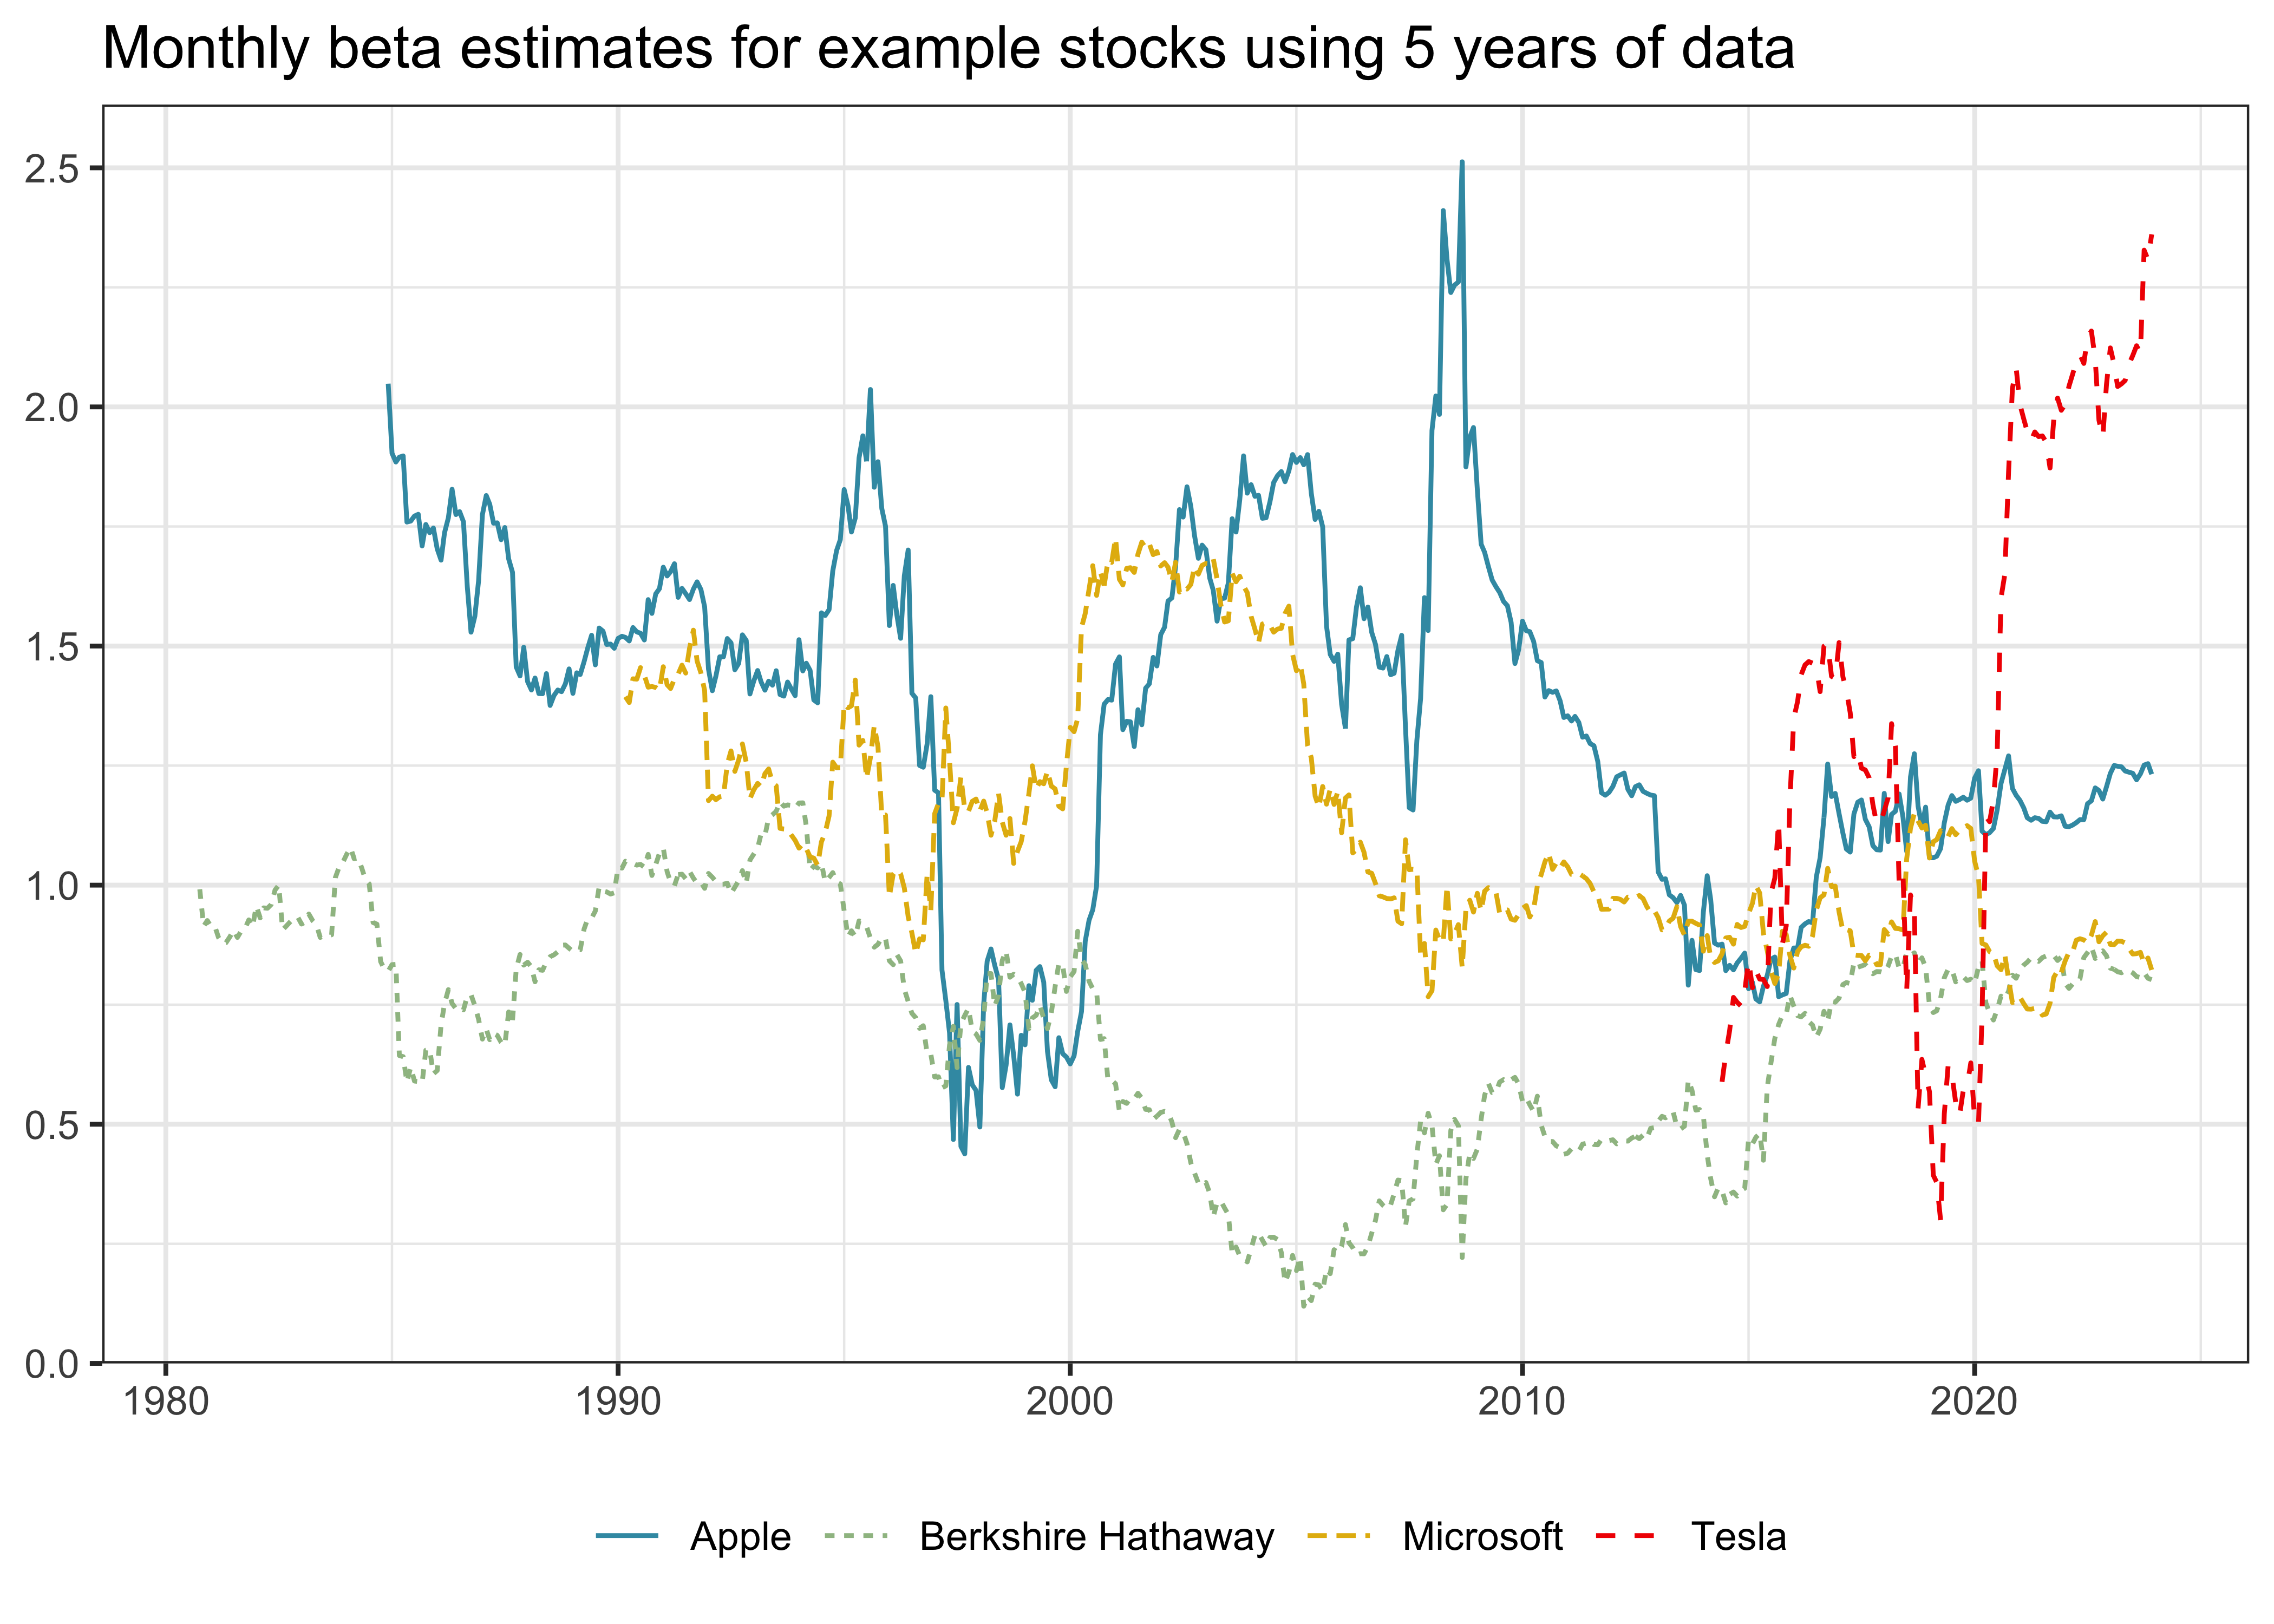 Monthly beta estimates for example stocks using 5 years of data
2.5
2.0
1.5
1.0
0.5
0.0
1980 1990 2000 2010 2020
Apple Berkshire Hathaway Microsoft Tesla